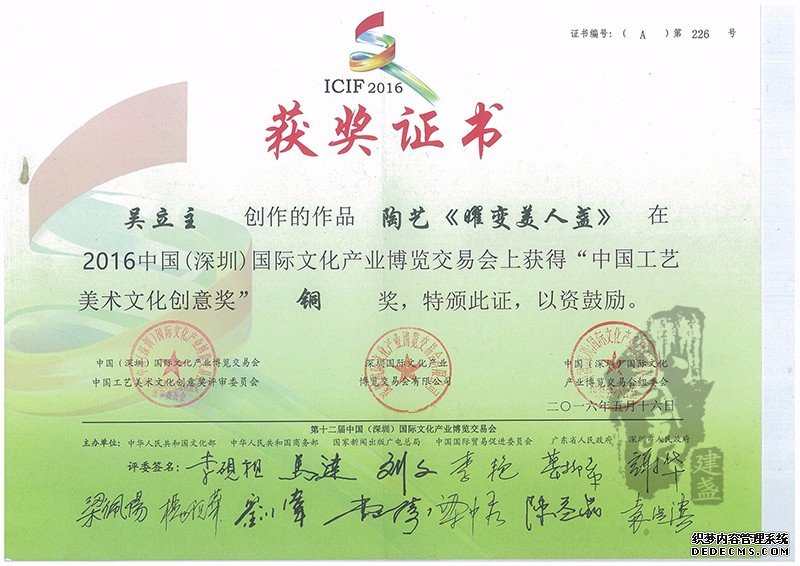 证书编号：（ A ）第 226 号
ICIF 2016
获奖证书
吴立主 创作的作品 陶艺《曜变美人盏》 在
2016中国(深圳)国际文化产业博览交易会上获得“中国工艺
美术文化创意奖” 铜 奖，特颁此证，以资鼓励。
中国（深圳）国际文化产业博览交易会 深圳国际文化产业 中国（深圳）国际文化
中国工艺美术文化创意奖评审委员会 博览交易会有限公司 产业博览交易会组委会
二〇一六年五月十六日
第十二届中国（深圳）国际文化产业博览交易会
主办单位：中华人民共和国文化部 中华人民共和国商务部 国家新闻出版广电总局 中国国际贸易促进委员会 广东省人民政府 深圳市人民政府
评委签名：
建盏
织梦内容管理系统
DEDECMS.COM